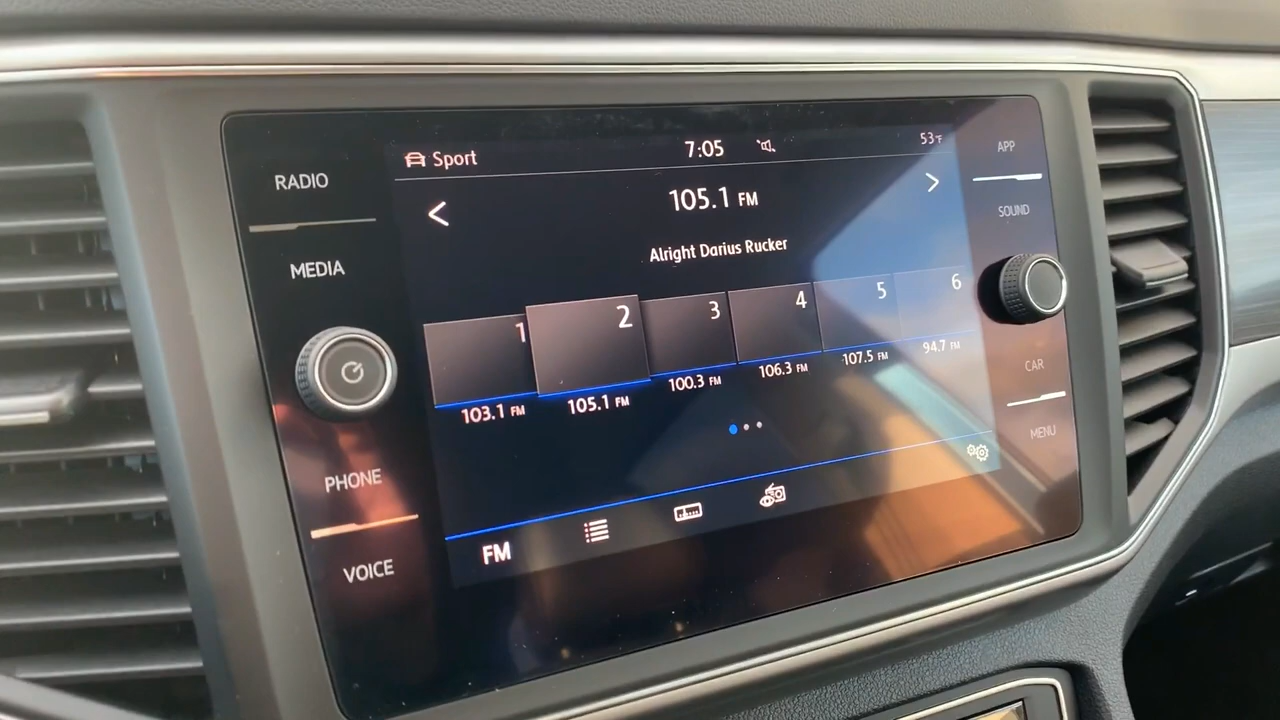 RADIO
MEDIA
PHONE
VOICE
Sport 7:05 53°F
105.1 FM
Alright Darius Rucker
1 2 3 4 5 6
103.1 FM 105.1 FM 100.3 FM 106.3 FM 107.5 FM 94.7 FM
FM
APP
SOUND
CAR
MENU